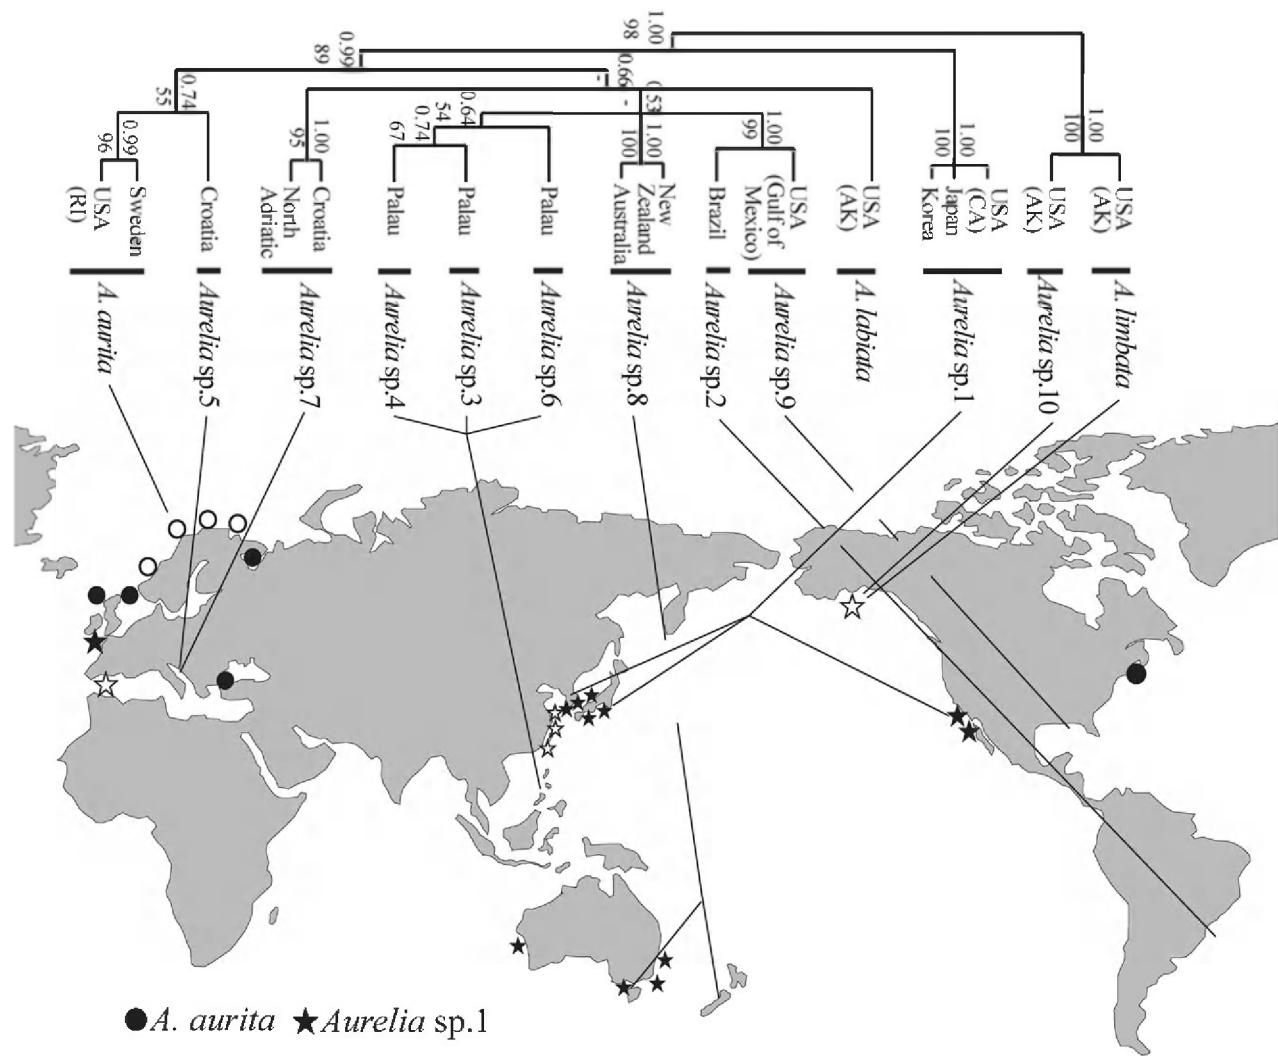 1.00
98
0.99
89
0.66
-
0.74
55
0.53
-
0.64
54
0.74
67
1.00
99
1.00
100
1.00
95
0.99
96
1.00
100
1.00
100
USA
(RI)
Sweden
Croatia
North
Adriatic
Croatia
Palau
Palau
Palau
Australia
New
Zealand
Brazil
USA
(Gulf of
Mexico)
USA
(AK)
Korea
Japan
USA
(CA)
USA
(AK)
USA
(AK)
A. aurita
Aurelia sp.5
Aurelia sp.7
Aurelia sp.4
Aurelia sp.3
Aurelia sp.6
Aurelia sp.8
Aurelia sp.2
Aurelia sp.9
A. labiata
Aurelia sp.1
Aurelia sp.10
A. limbata
A. aurita
Aurelia sp.1